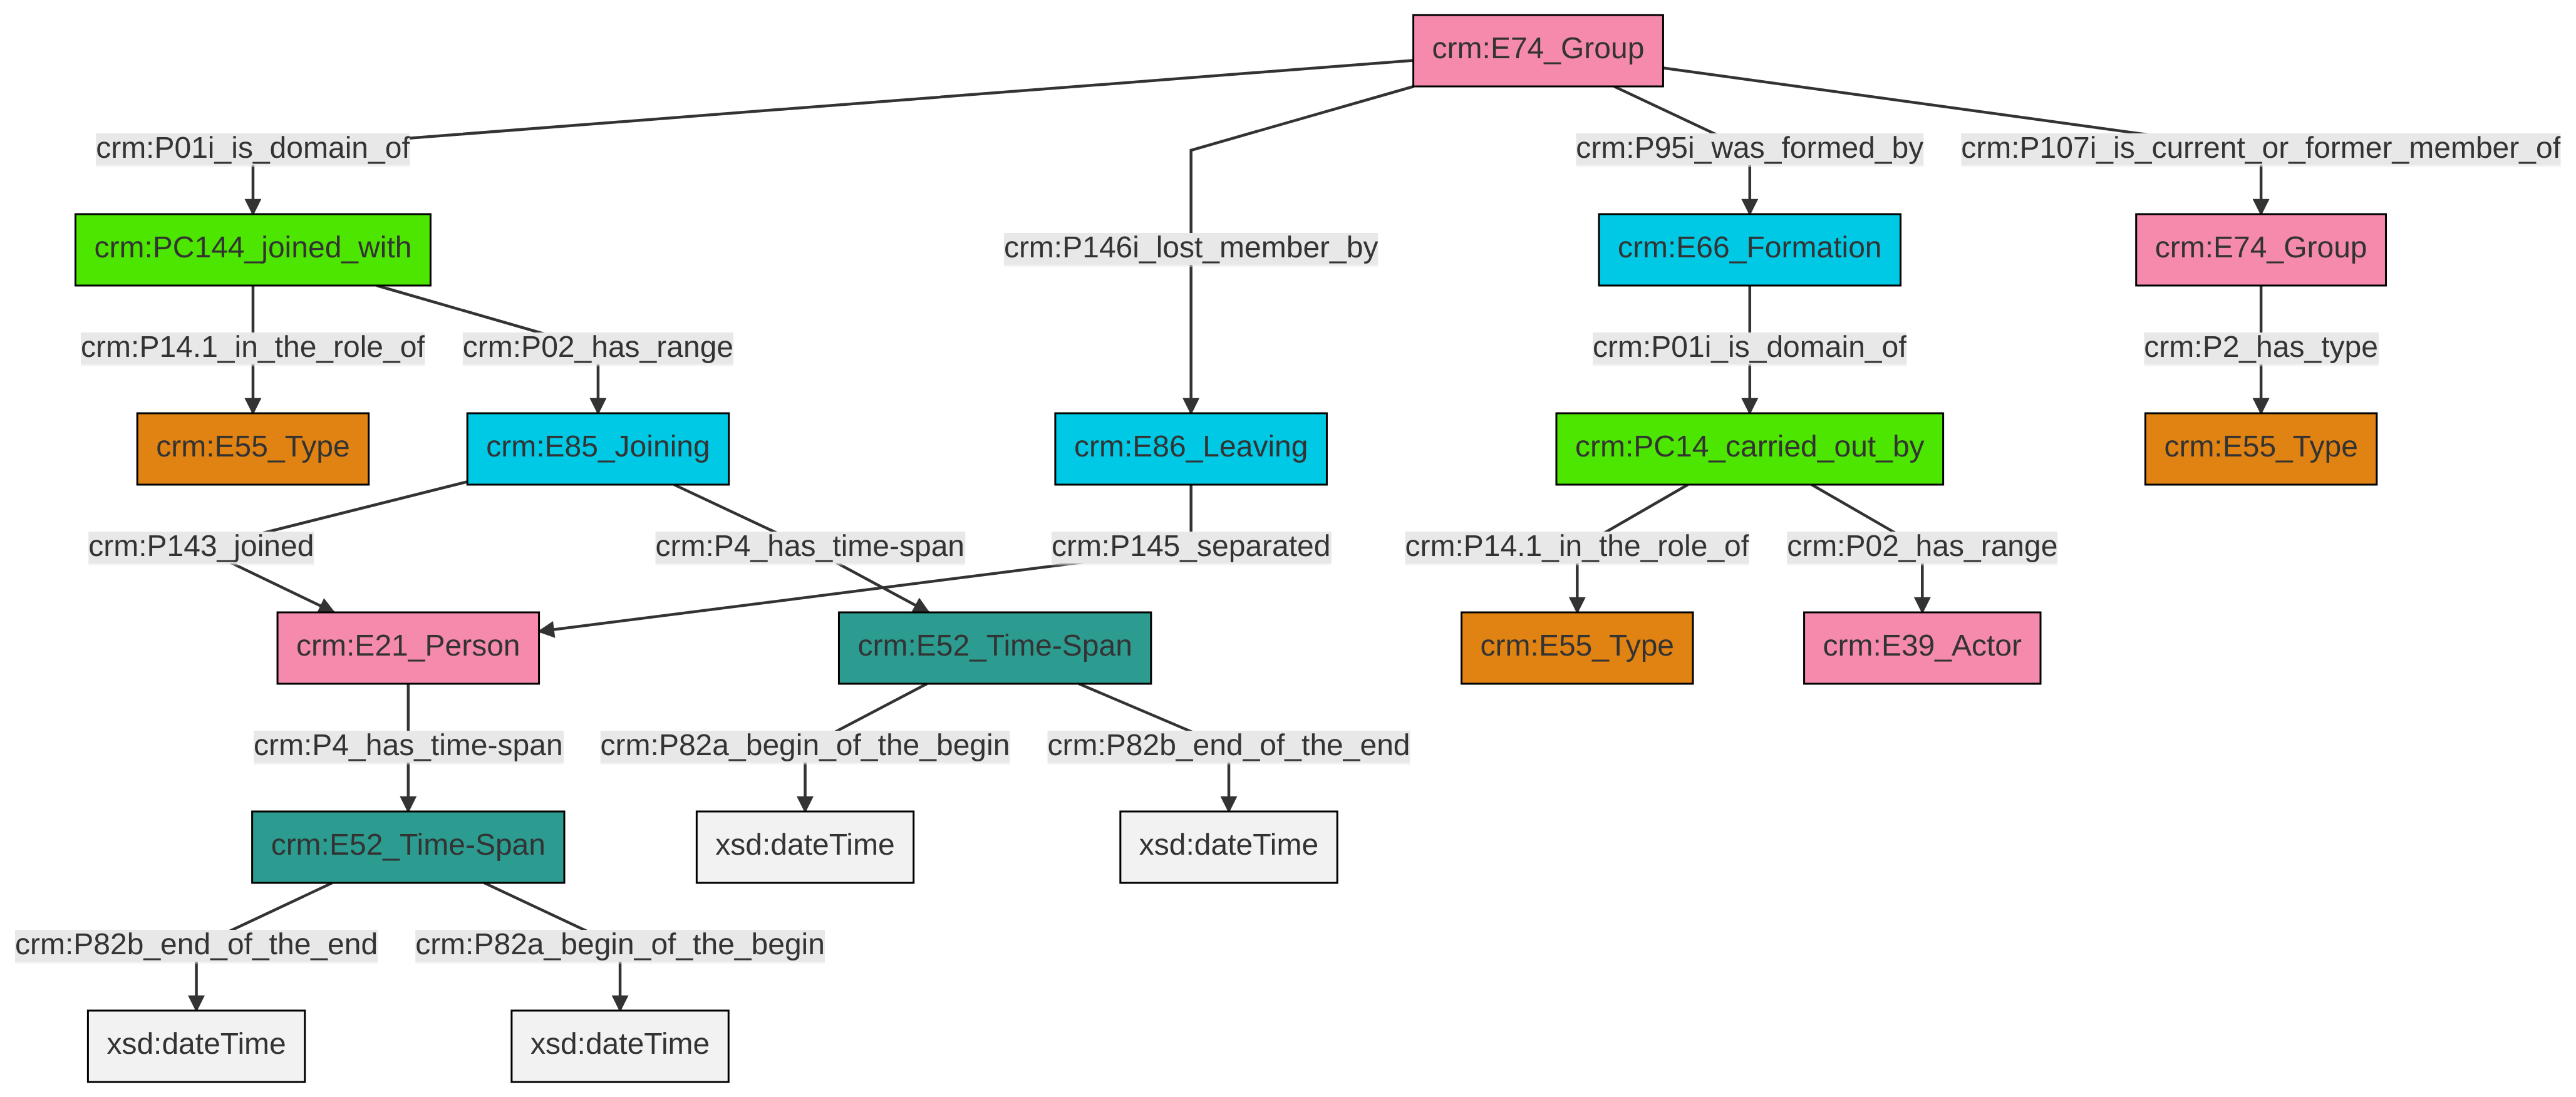 crm:E74_Group
crm:P01i_is_domain_of
crm:P95i_was_formed_by
crm:P107i_is_current_or_former_member_of
crm:PC144_joined_with
crm:P146i_lost_member_by
crm:E66_Formation
crm:E74_Group
crm:P14.1_in_the_role_of
crm:P02_has_range
crm:P01i_is_domain_of
crm:P2_has_type
crm:E55_Type
crm:E85_Joining
crm:E86_Leaving
crm:PC14_carried_out_by
crm:E55_Type
crm:P143_joined
crm:P4_has_time-span
crm:P145_separated
crm:P14.1_in_the_role_of
crm:P02_has_range
crm:E21_Person
crm:E52_Time-Span
crm:E55_Type
crm:E39_Actor
crm:P4_has_time-span
crm:P82a_begin_of_the_begin
crm:P82b_end_of_the_end
crm:E52_Time-Span
xsd:dateTime
xsd:dateTime
crm:P82b_end_of_the_end
crm:P82a_begin_of_the_begin
xsd:dateTime
xsd:dateTime